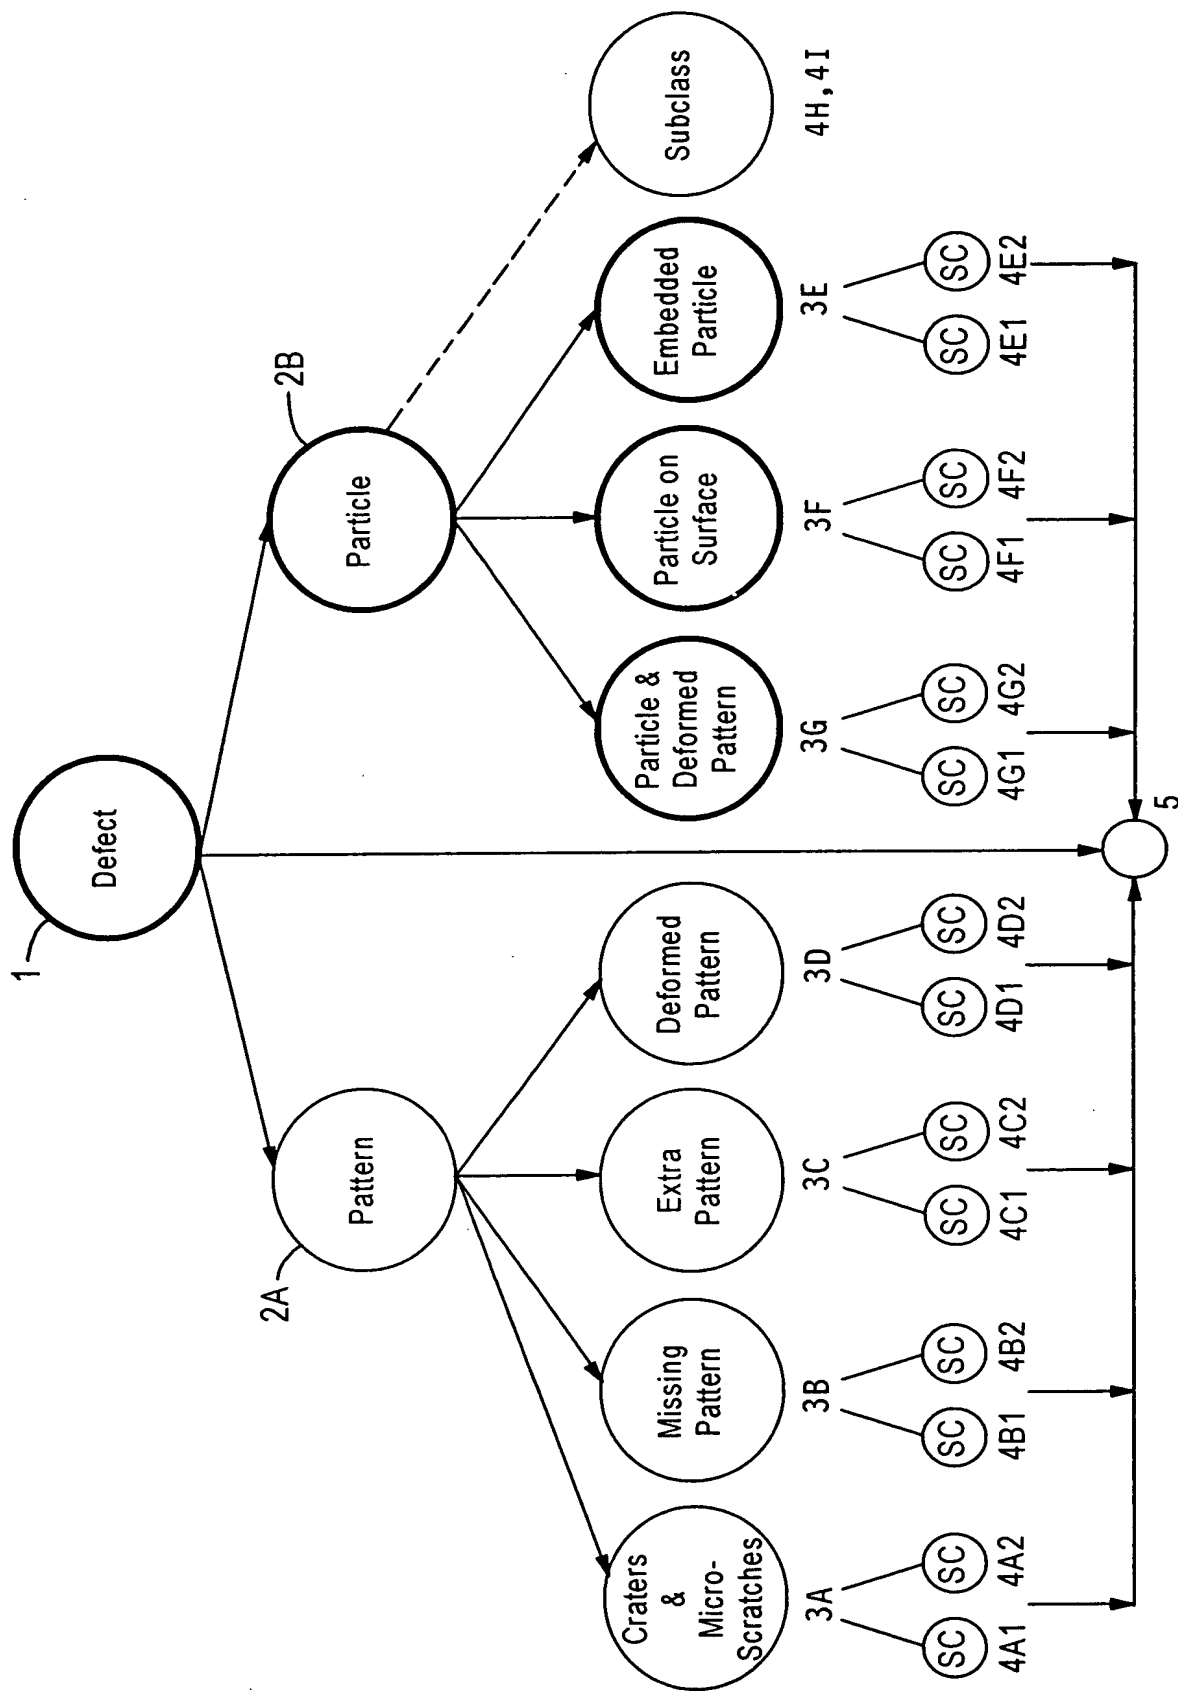 1
Defect
2A
Pattern
Particle
2B
Craters
&
Micro-
Scratches
Missing
Pattern
Extra
Pattern
Deformed
Pattern
Particle &
Deformed
Pattern
Particle on
Surface
Embedded
Particle
Subclass
3A
3B
3C
3D
3G
3F
3E
4H,4I
SC
SC
SC
SC
SC
SC
SC
SC
SC
SC
SC
SC
SC
SC
4A1
4A2
4B1
4B2
4C1
4C2
4D1
4D2
4G1
4G2
4F1
4F2
4E1
4E2
5